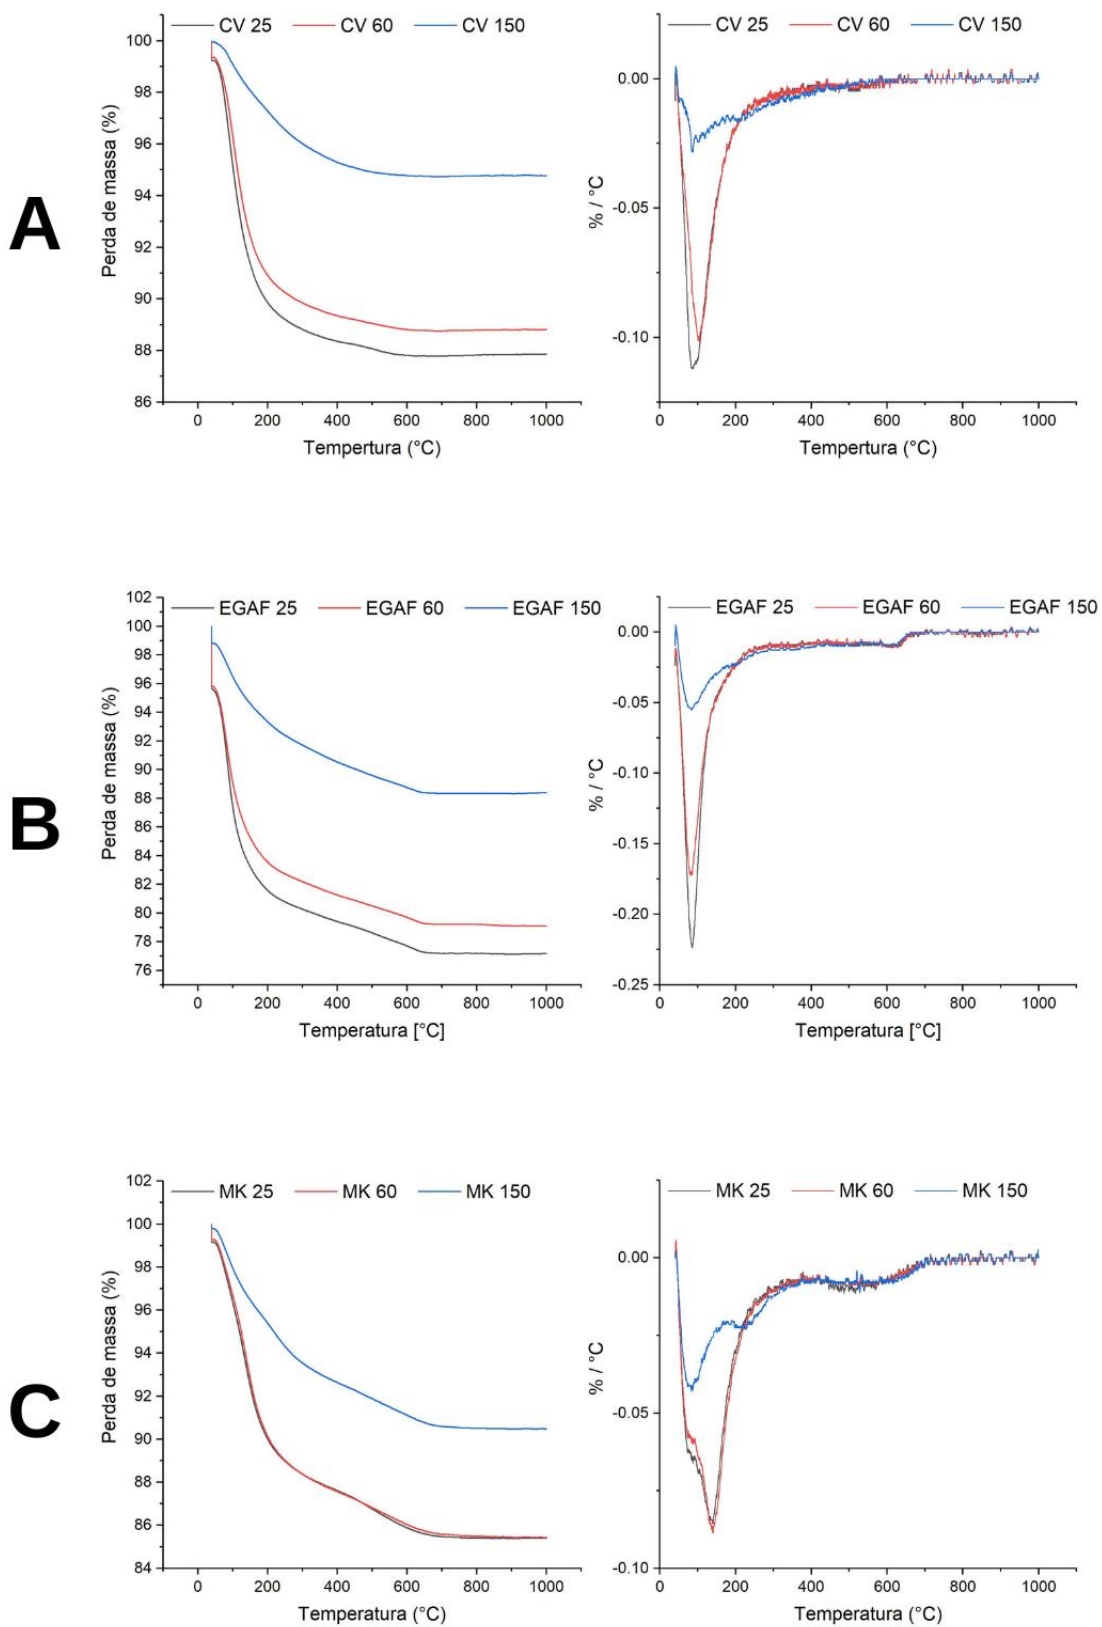 A
CV 25 CV 60 CV 150
Perda de massa (%)
100
98
96
94
92
90
88
86
0 200 400 600 800 1000
Tempertura (°C)
CV 25 CV 60 CV 150
% / °C
0.00
-0.05
-0.10
0 200 400 600 800 1000
Tempertura (°C)
B
EGAF 25 EGAF 60 EGAF 150
Perda de massa (%)
102
100
98
96
94
92
90
88
86
84
82
80
78
76
0 200 400 600 800 1000
Temperatura [°C]
EGAF 25 EGAF 60 EGAF 150
% / °C
0.00
-0.05
-0.10
-0.15
-0.20
-0.25
0 200 400 600 800 1000
Temperatura [°C]
C
MK 25 MK 60 MK 150
Perda de massa (%)
102
100
98
96
94
92
90
88
86
84
0 200 400 600 800 1000
Temperatura (°C)
MK 25 MK 60 MK 150
% / °C
0.00
-0.05
-0.10
0 200 400 600 800 1000
Temperatura (°C)